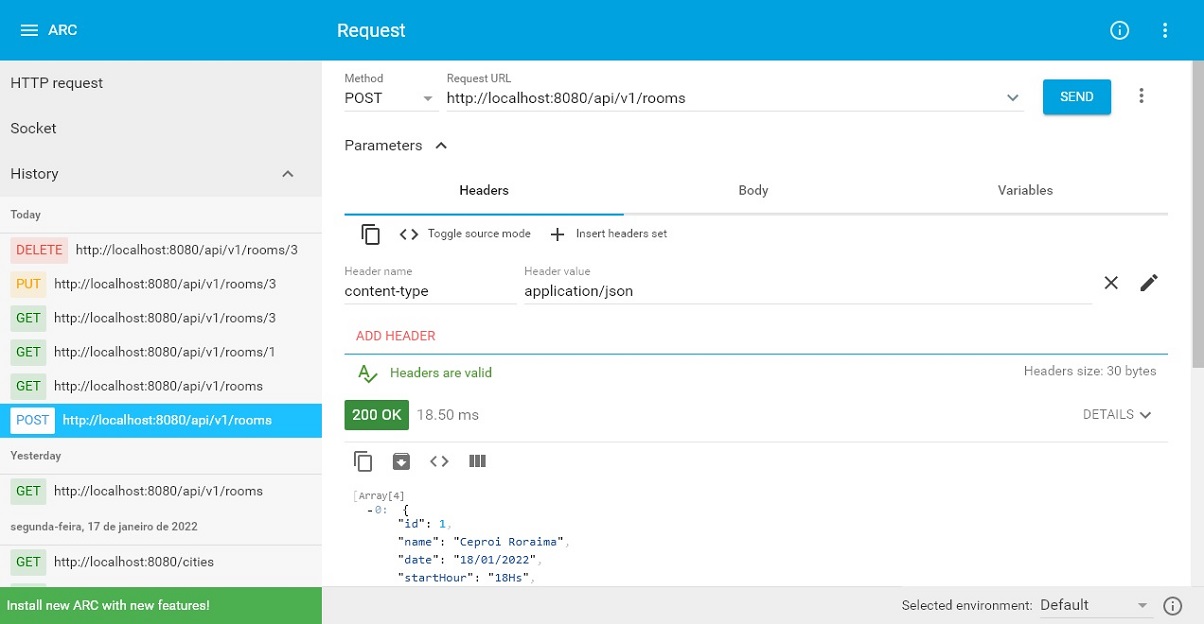 ARC
Request
HTTP request
Socket
History
Today
DELETE http://localhost:8080/api/v1/rooms/3
PUT http://localhost:8080/api/v1/rooms/3
GET http://localhost:8080/api/v1/rooms/3
GET http://localhost:8080/api/v1/rooms/1
GET http://localhost:8080/api/v1/rooms
POST http://localhost:8080/api/v1/rooms
Yesterday
GET http://localhost:8080/api/v1/rooms
segunda-feira, 17 de janeiro de 2022
GET http://localhost:8080/cities
Install new ARC with new features!
Method Request URL
POST http://localhost:8080/api/v1/rooms SEND
Parameters
Headers Body Variables
Toggle source mode Insert headers set
Header name Header value
content-type application/json
ADD HEADER
Headers are valid Headers size: 30 bytes
200 OK 18.50 ms DETAILS
[Array[4]
-0: {
"id": 1,
"name": "Ceproi Roraima",
"date": "18/01/2022",
"startHour": "18Hs",
Selected environment: Default